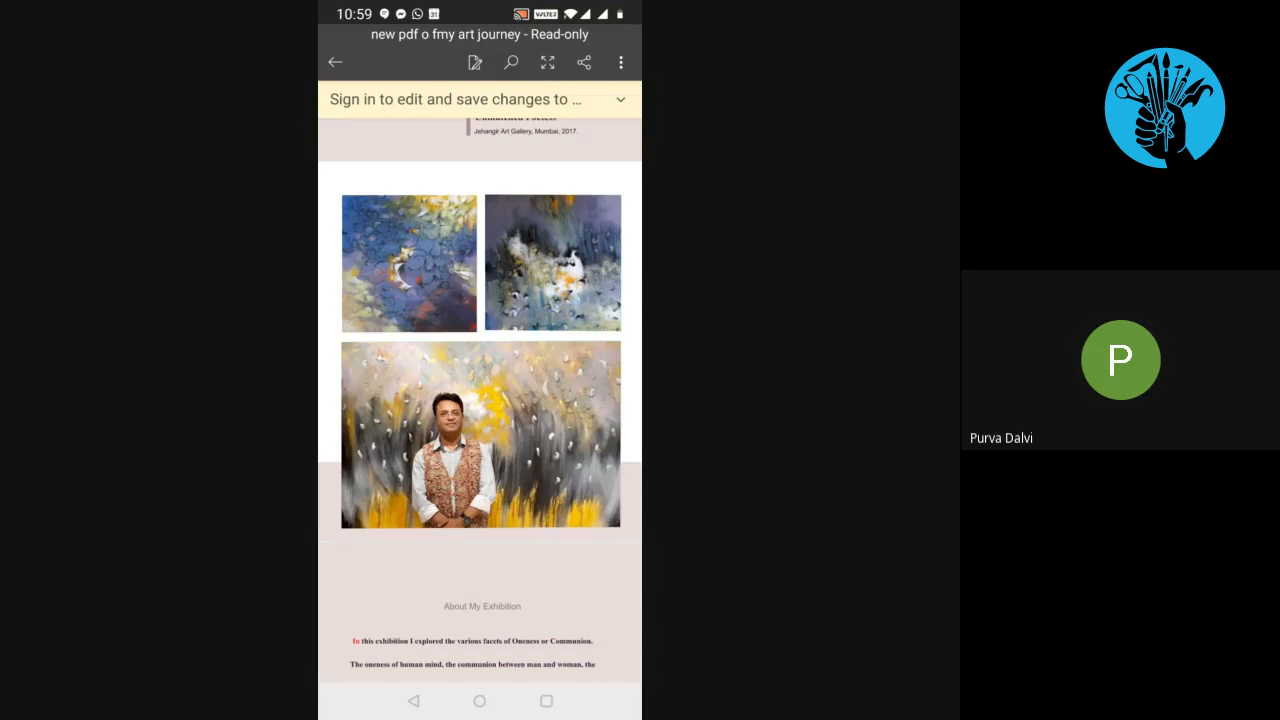 10:59
31
VoLTE2
new pdf o fmy art journey - Read-only
Sign in to edit and save changes to ...
Jehangir Art Gallery, Mumbai, 2017.
P
Purva Dalvi
About My Exhibition
In this exhibition I explored the various facets of Oneness or Communion.
The oneness of human mind, the communion between man and woman, the